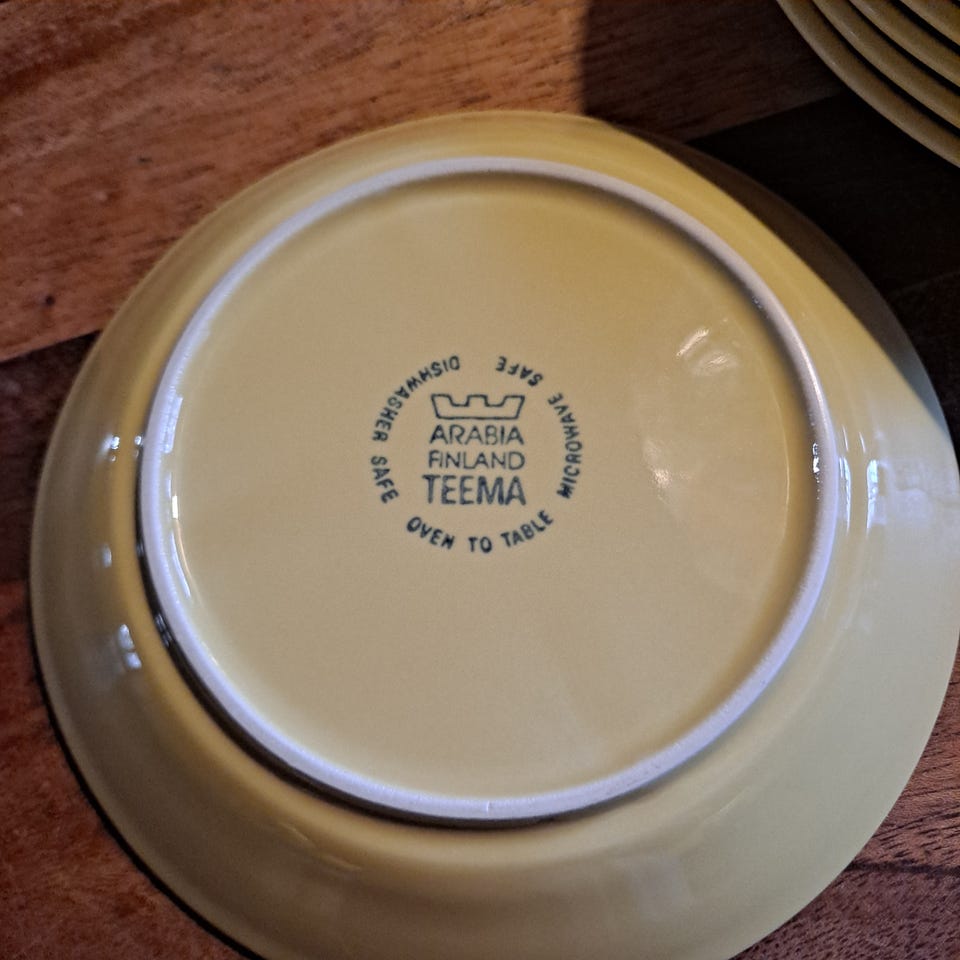 ARABIA
FINLAND
TEEMA
DISHWASHER SAFE
OVEN TO TABLE
MICROWAVE SAFE